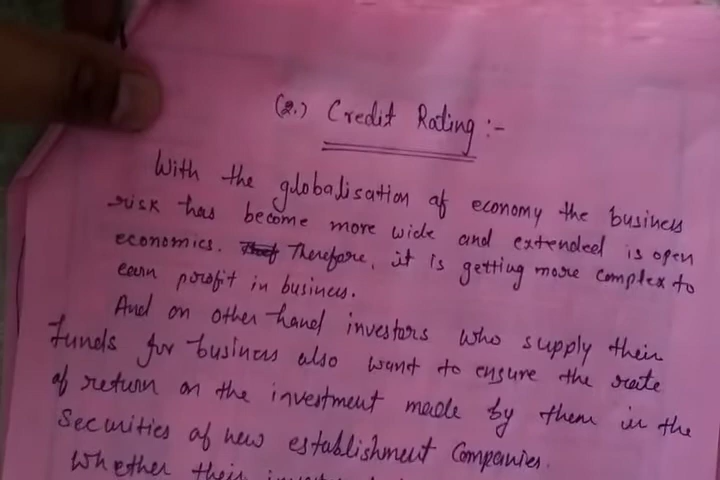 (2.) Credit Rating :-
With the globalisation of economy the business
risk has become more wide and extended is open
economics. Therefore, it is getting more complex to
earn profit in business.
And on other hand investors who supply their
funds for business also want to ensure the rate
of return on the investment made by them in the
Securities of new establishment Companies.
Whether their